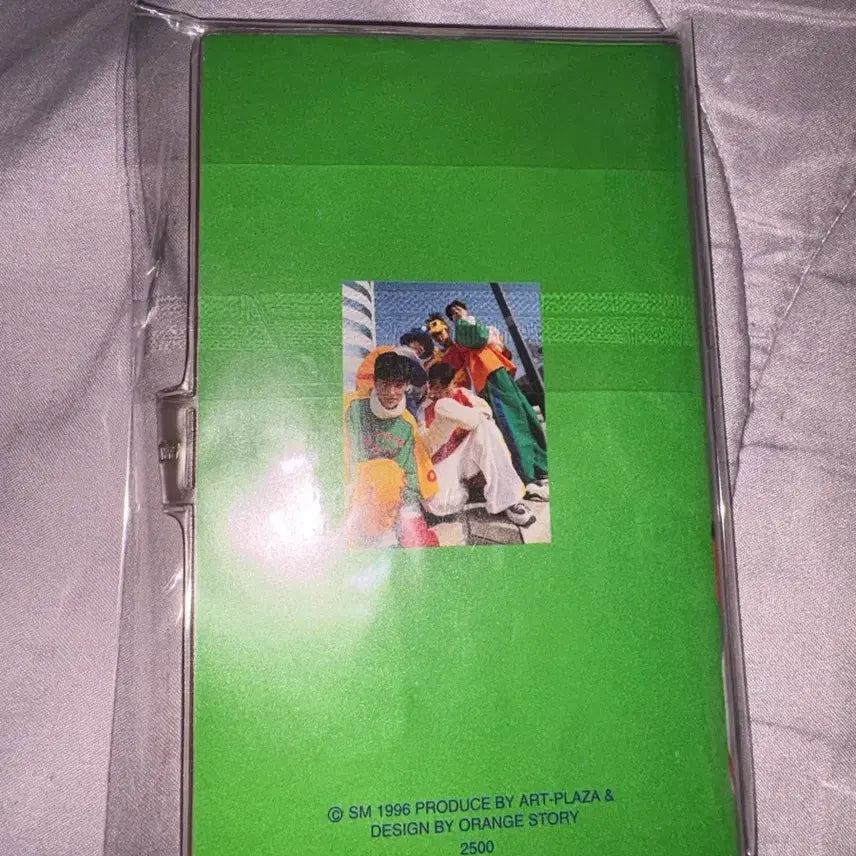 © SM 1996 PRODUCE BY ART-PLAZA &
DESIGN BY ORANGE STORY
2500